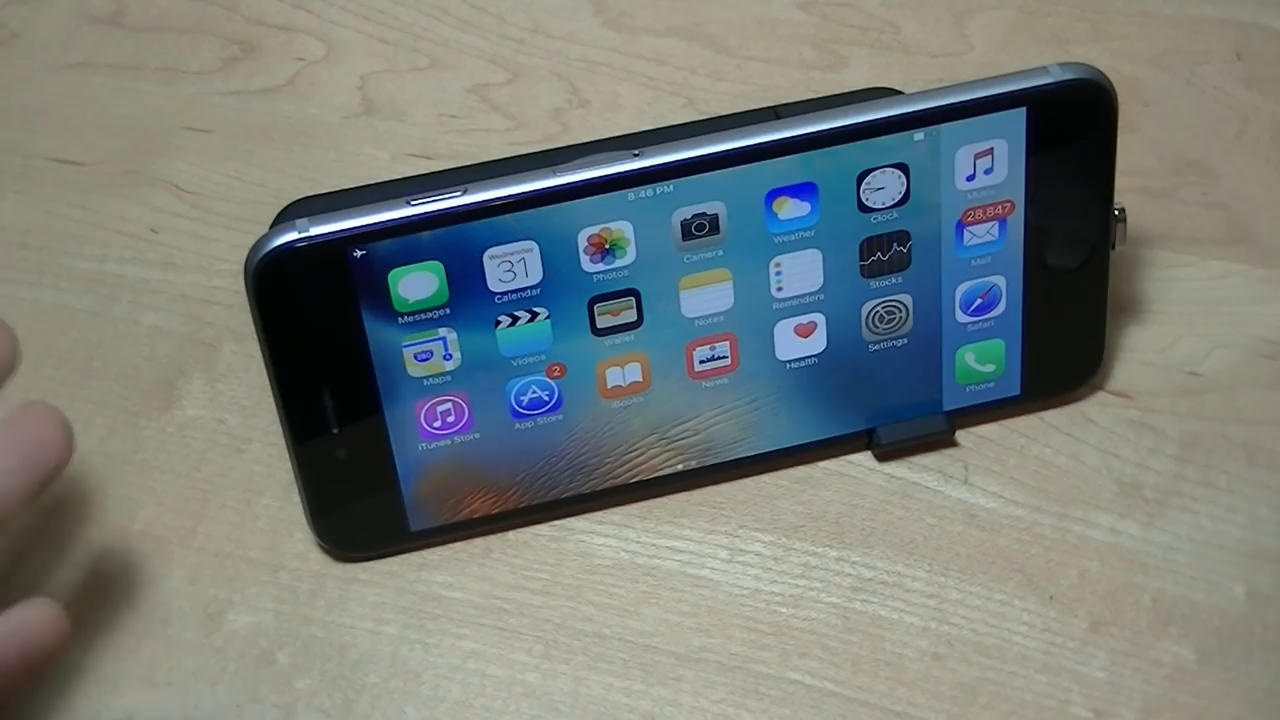 8:46 PM
Messages
Wednesday
31
Calendar
Photos
Camera
Weather
Clock
Maps
280
Videos
Wallet
Notes
Reminders
Stocks
iTunes Store
2
App Store
iBooks
News
Health
Settings
Music
28,847
Mail
Safari
Phone